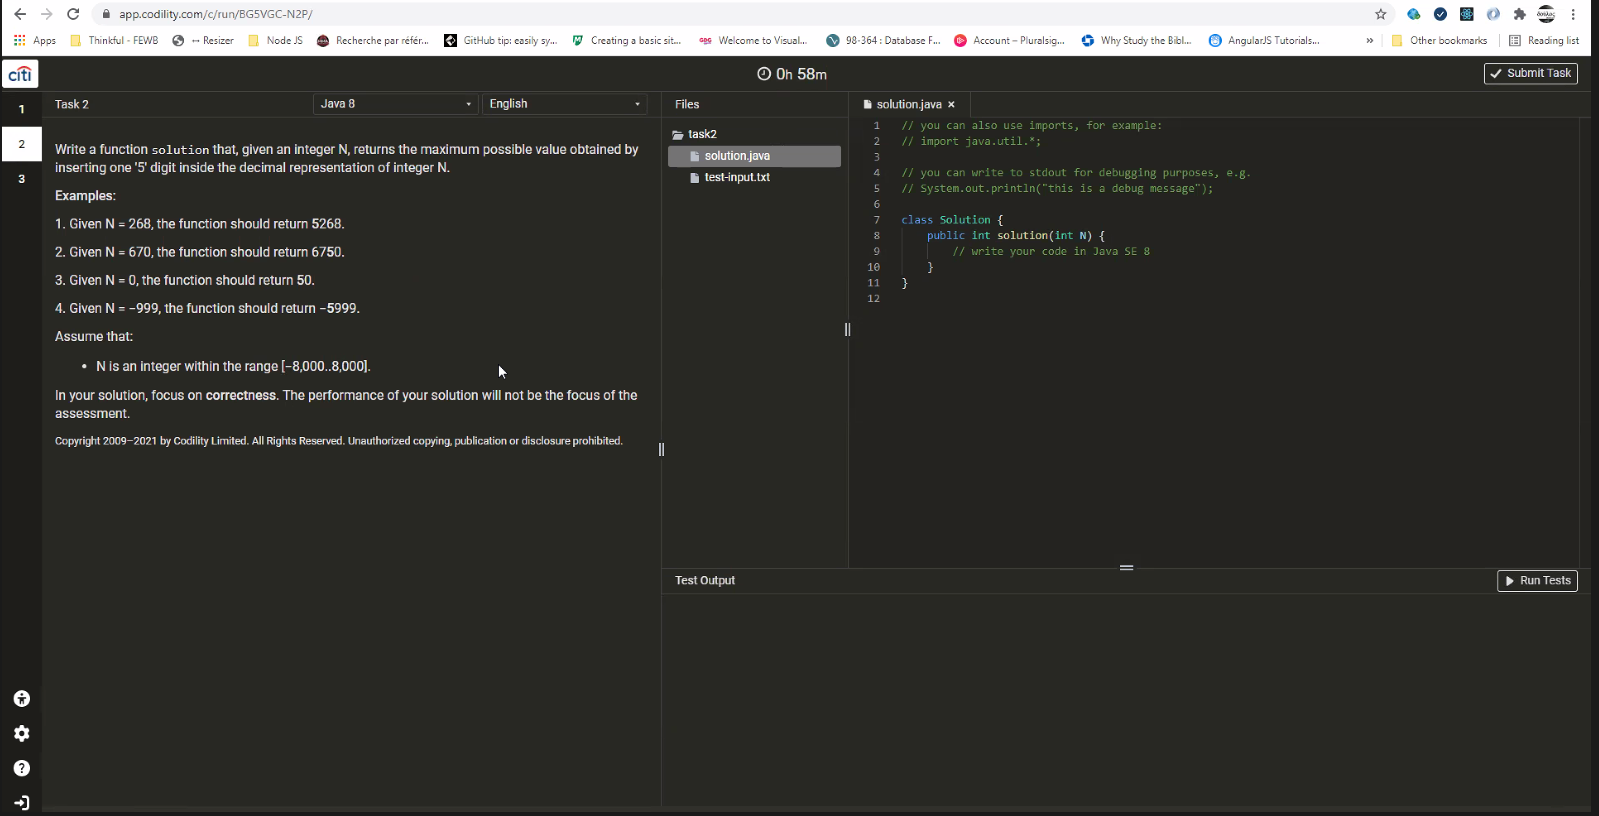 app.codility.com/c/run/BG5VGC-N2P/
Apps Thinkful - FEWB ↔ Resizer Node JS Recherche par référ... GitHub tip: easily sy... Creating a basic sit... Welcome to Visual... 98-364 : Database F... Account – Pluralsig... Why Study the Bibl... AngularJS Tutorials... » Other bookmarks Reading list
citi 0h 58m Submit Task
1
2
3
Task 2 Java 8 English
Write a function solution that, given an integer N, returns the maximum possible value obtained by
inserting one '5' digit inside the decimal representation of integer N.
Examples:
1. Given N = 268, the function should return 5268.
2. Given N = 670, the function should return 6750.
3. Given N = 0, the function should return 50.
4. Given N = −999, the function should return −5999.
Assume that:
• N is an integer within the range [−8,000..8,000].
In your solution, focus on correctness. The performance of your solution will not be the focus of the
assessment.
Copyright 2009–2021 by Codility Limited. All Rights Reserved. Unauthorized copying, publication or disclosure prohibited.
Files
task2
solution.java
test-input.txt
solution.java ×
1 // you can also use imports, for example:
2 // import java.util.*;
3
4 // you can write to stdout for debugging purposes, e.g.
5 // System.out.println("this is a debug message");
6
7 class Solution {
8 public int solution(int N) {
9 // write your code in Java SE 8
10 }
11 }
12
Test Output Run Tests